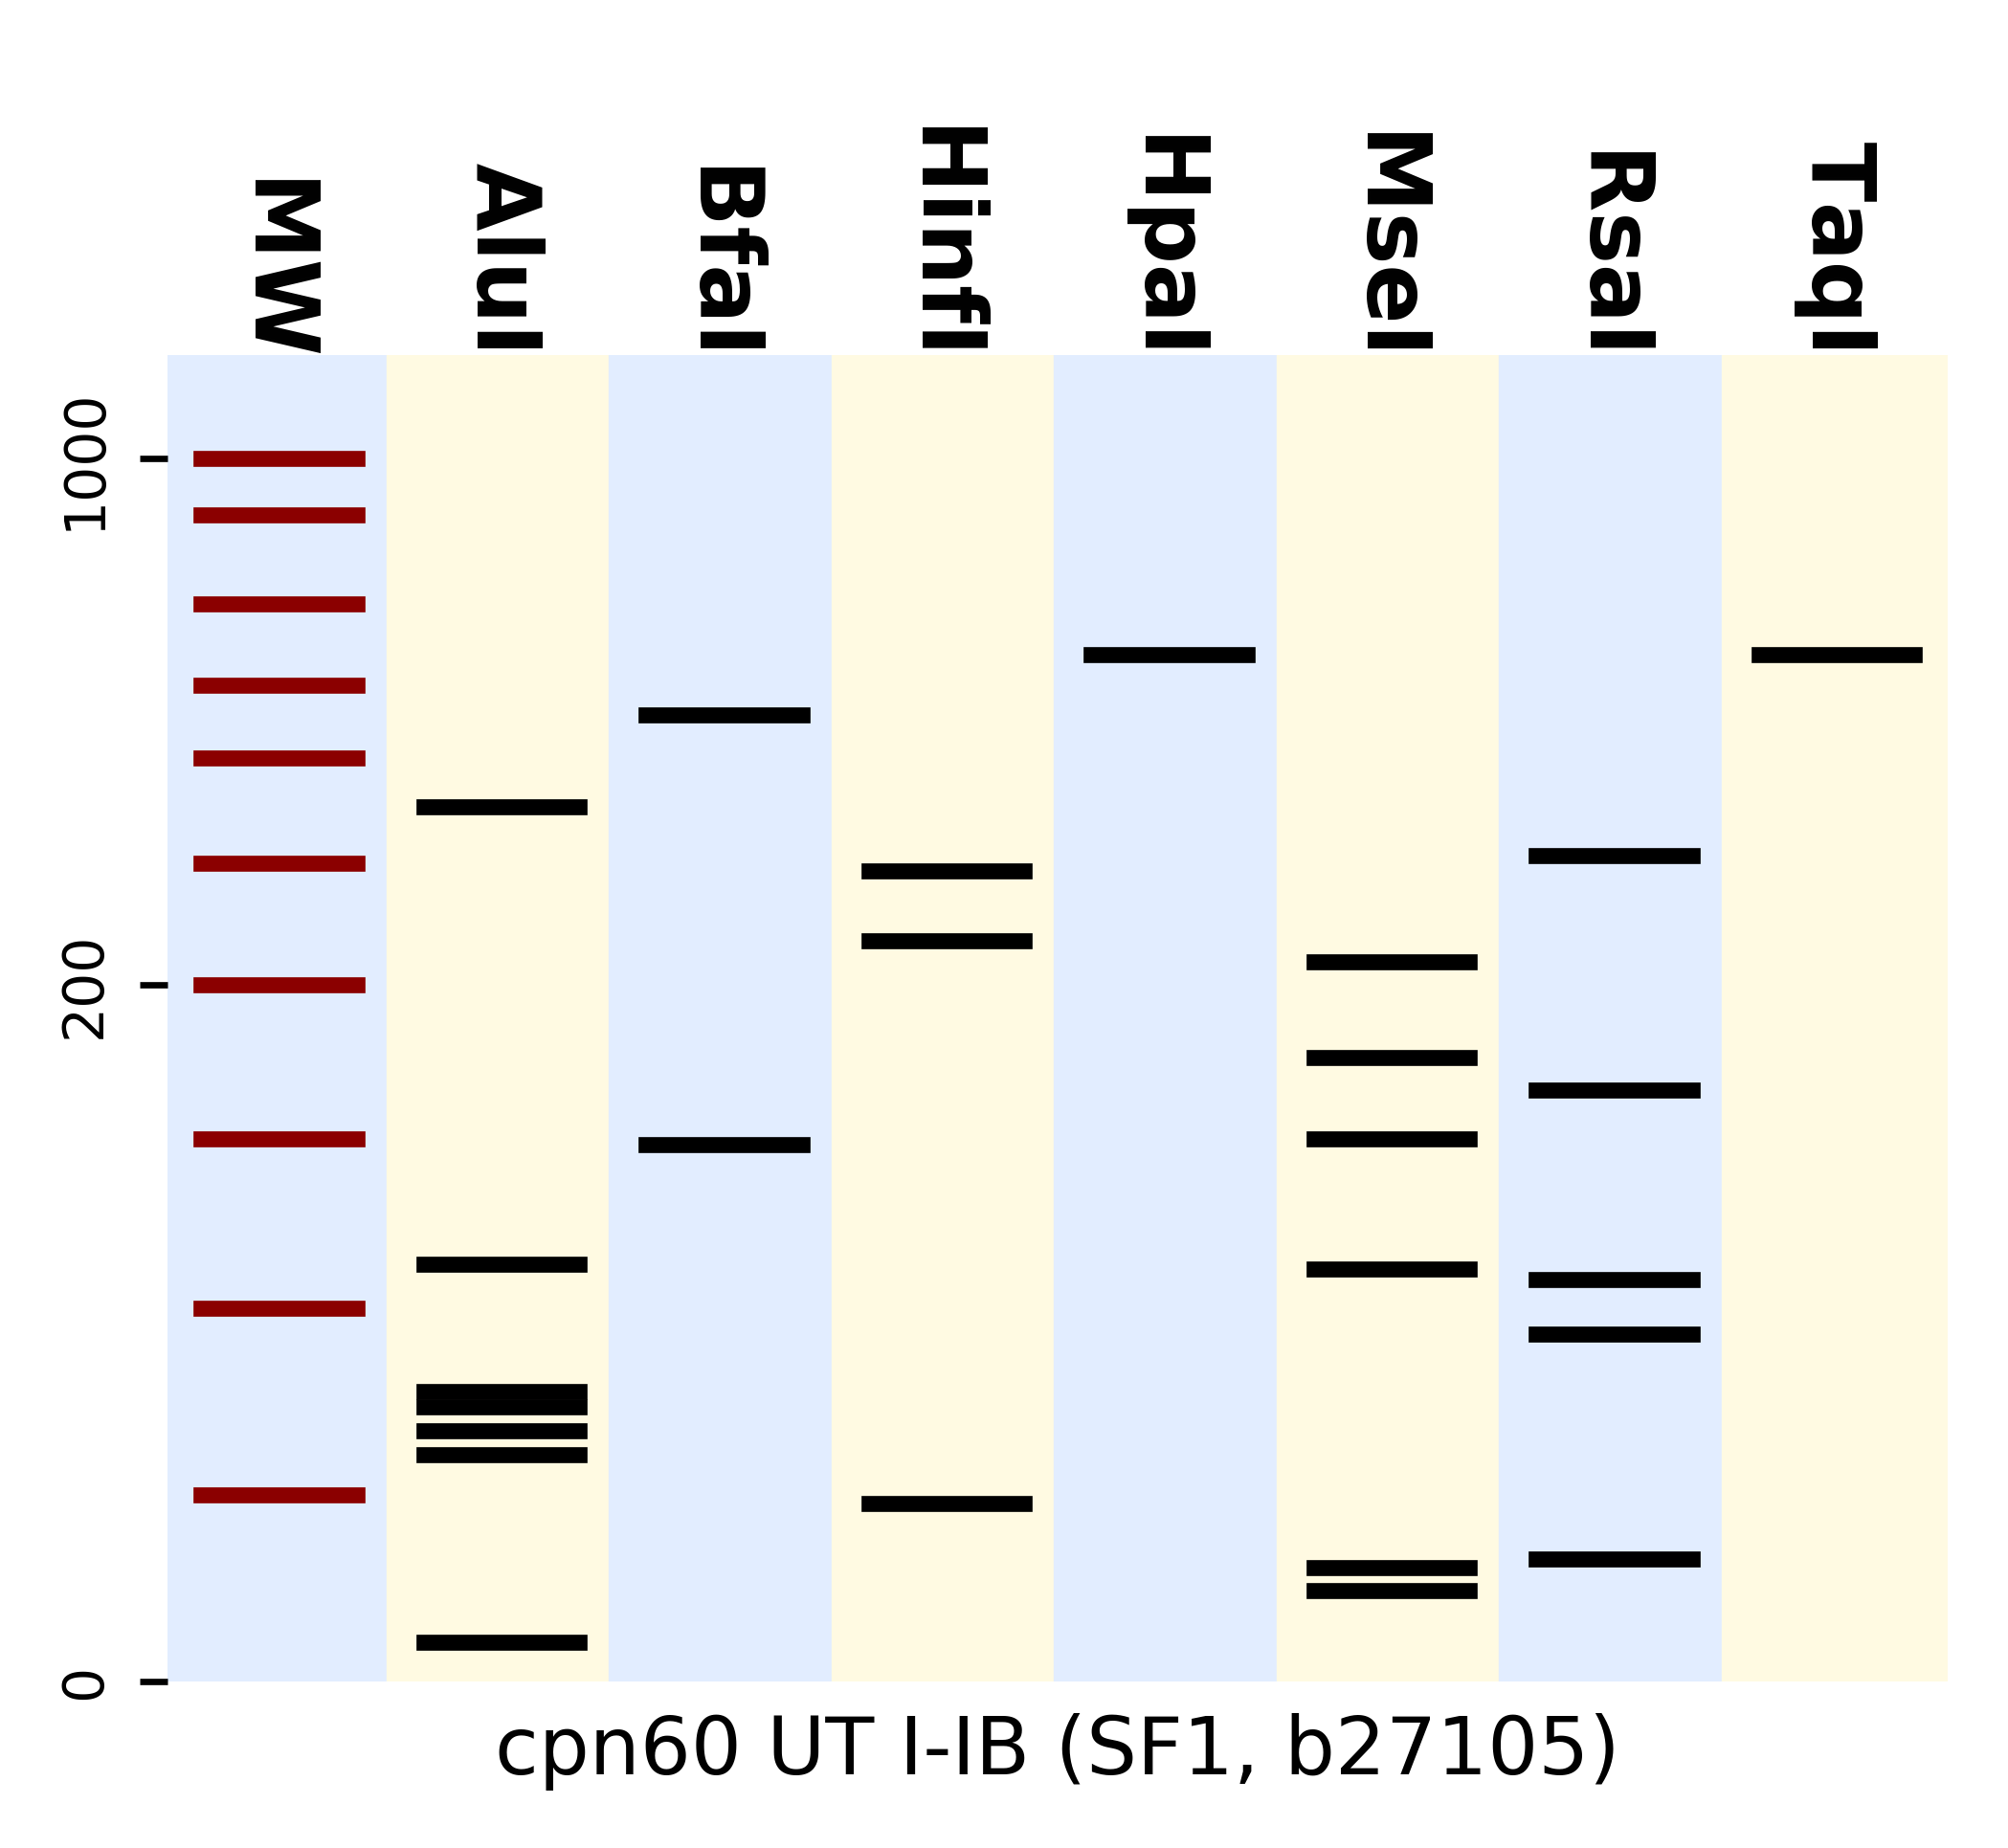 MW
AluI
BfaI
HinfI
HpaI
MseI
RsaI
TaqI
1000
200
0
cpn60 UT I-IB (SF1, b27105)